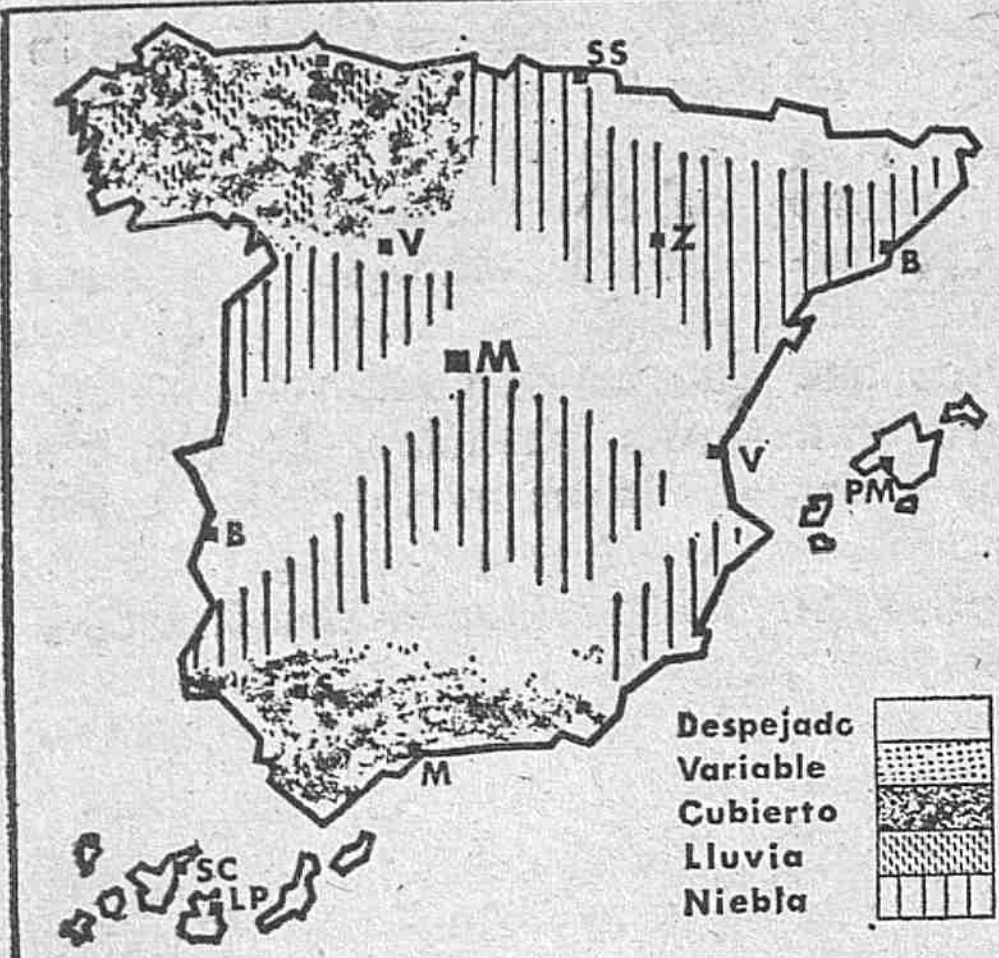 SS
V
Z
B
M
V
PM
B
M
SC
LP
Despejado
Variable
Cubierto
Lluvia
Niebla